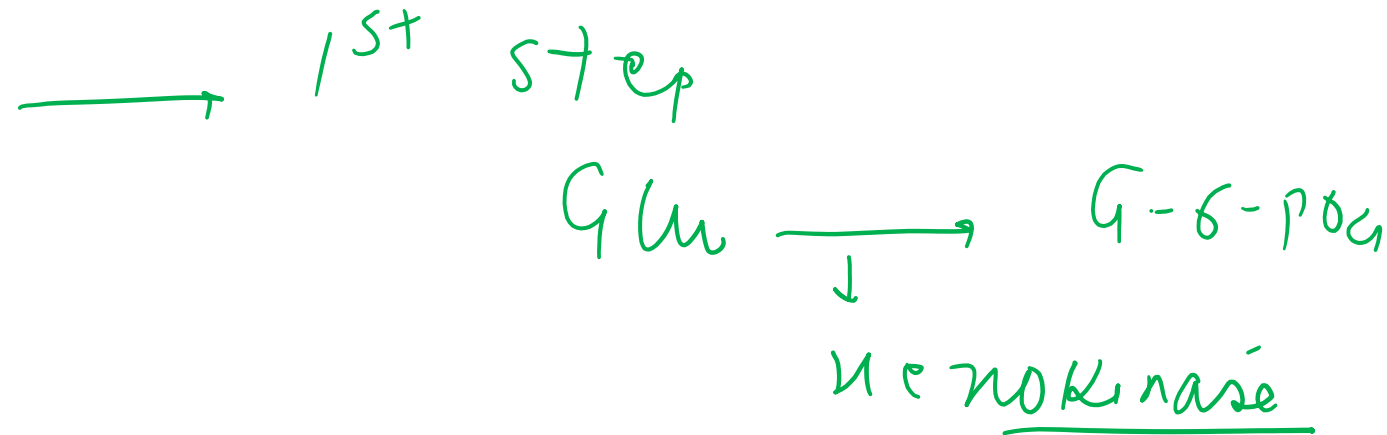 → 1st step
Glu → G-6-PO4
↓
Hexokinase